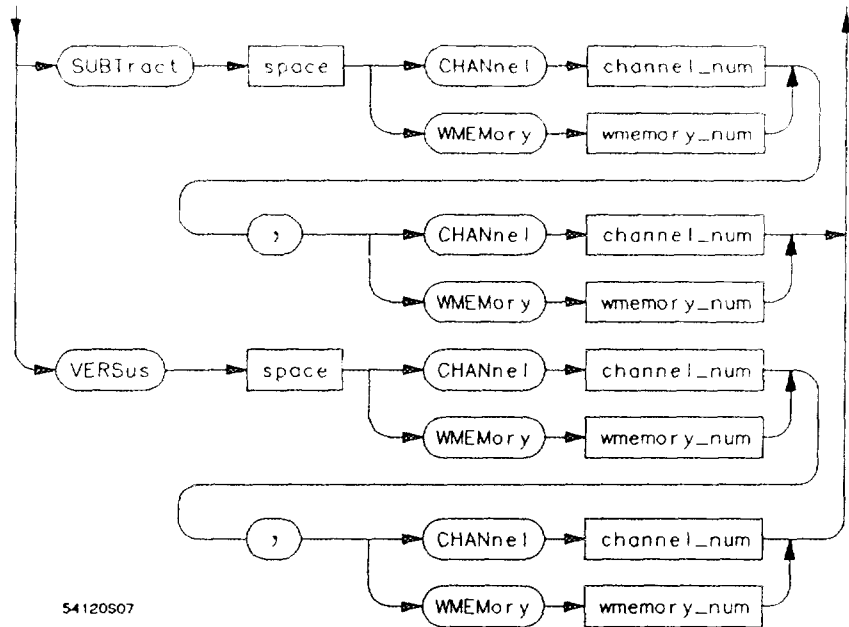 SUBTract space CHANnel channel_num
WMEMory wmemory_num
, CHANnel channel_num
WMEMory wmemory_num
VERSus space CHANnel channel_num
WMEMory wmemory_num
, CHANnel channel_num
WMEMory wmemory_num
54120S07